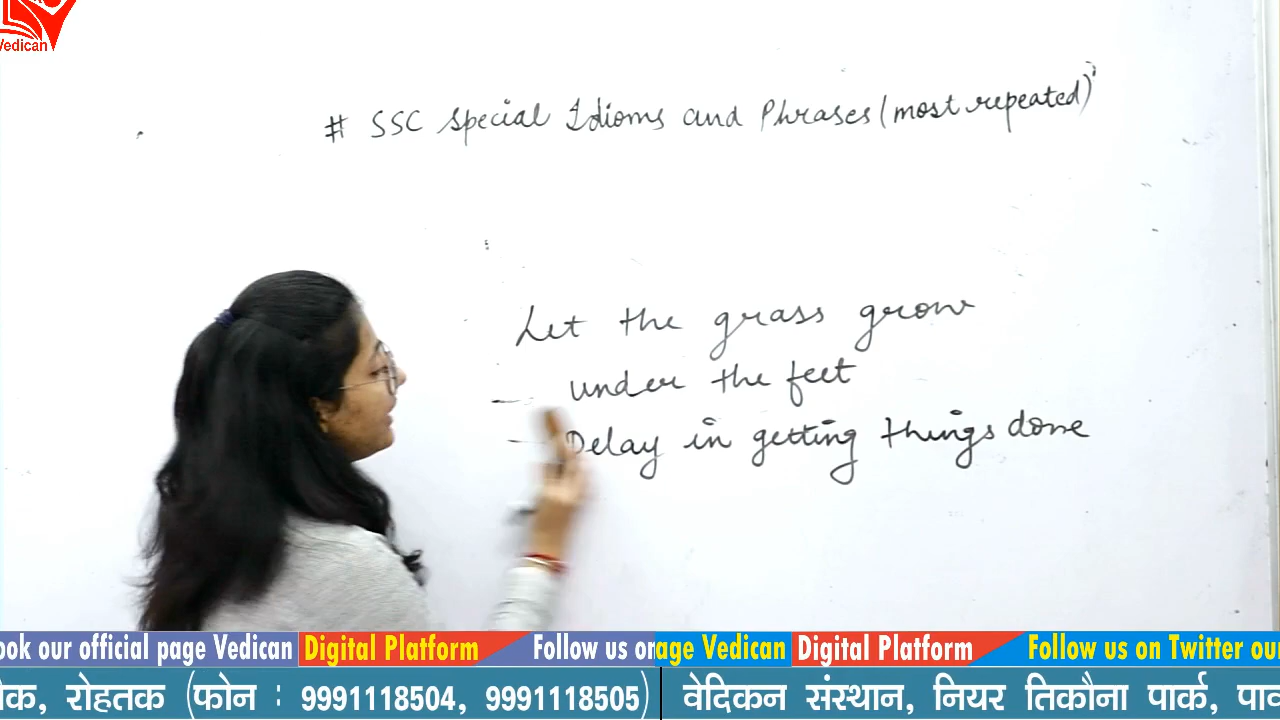 Vedican
# SSC special Idioms and Phrases (most repeated)
Let the grass grow
under the feet
- Delay in getting things done
ook our official page Vedican Digital Platform Follow us on age Vedican Digital Platform Follow us on Twitter our
क, रोहतक (फोन : 9991118504, 9991118505) वेदिकन संस्थान, नियर तिकौना पार्क, पाव